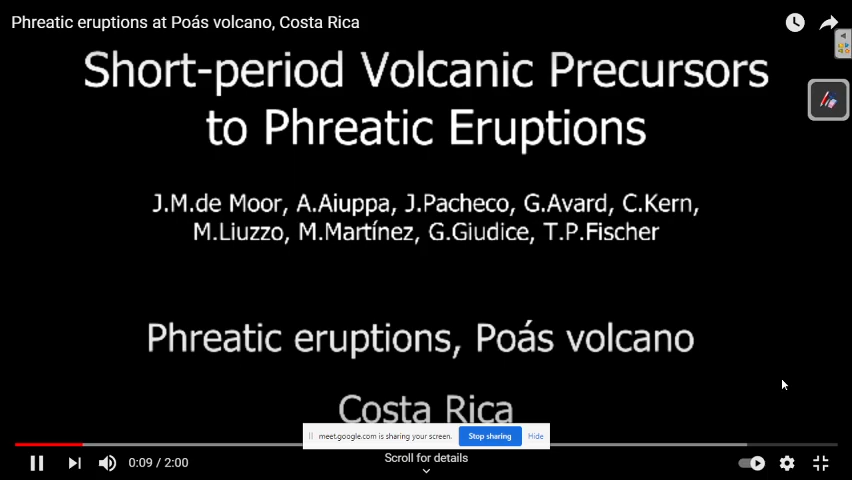 Phreatic eruptions at Poás volcano, Costa Rica
Short-period Volcanic Precursors
to Phreatic Eruptions
J.M.de Moor, A.Aiuppa, J.Pacheco, G.Avard, C.Kern,
M.Liuzzo, M.Martínez, G.Giudice, T.P.Fischer
Phreatic eruptions, Poás volcano
Costa Rica
meet.google.com is sharing your screen. Stop sharing Hide
0:09 / 2:00
Scroll for details